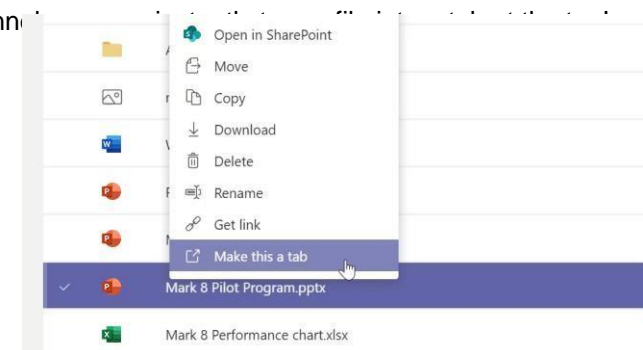 Open in SharePoint
Move
Copy
Download
Delete
Rename
Get link
Make this a tab
Mark 8 Pilot Program.pptx
Mark 8 Performance chart.xlsx